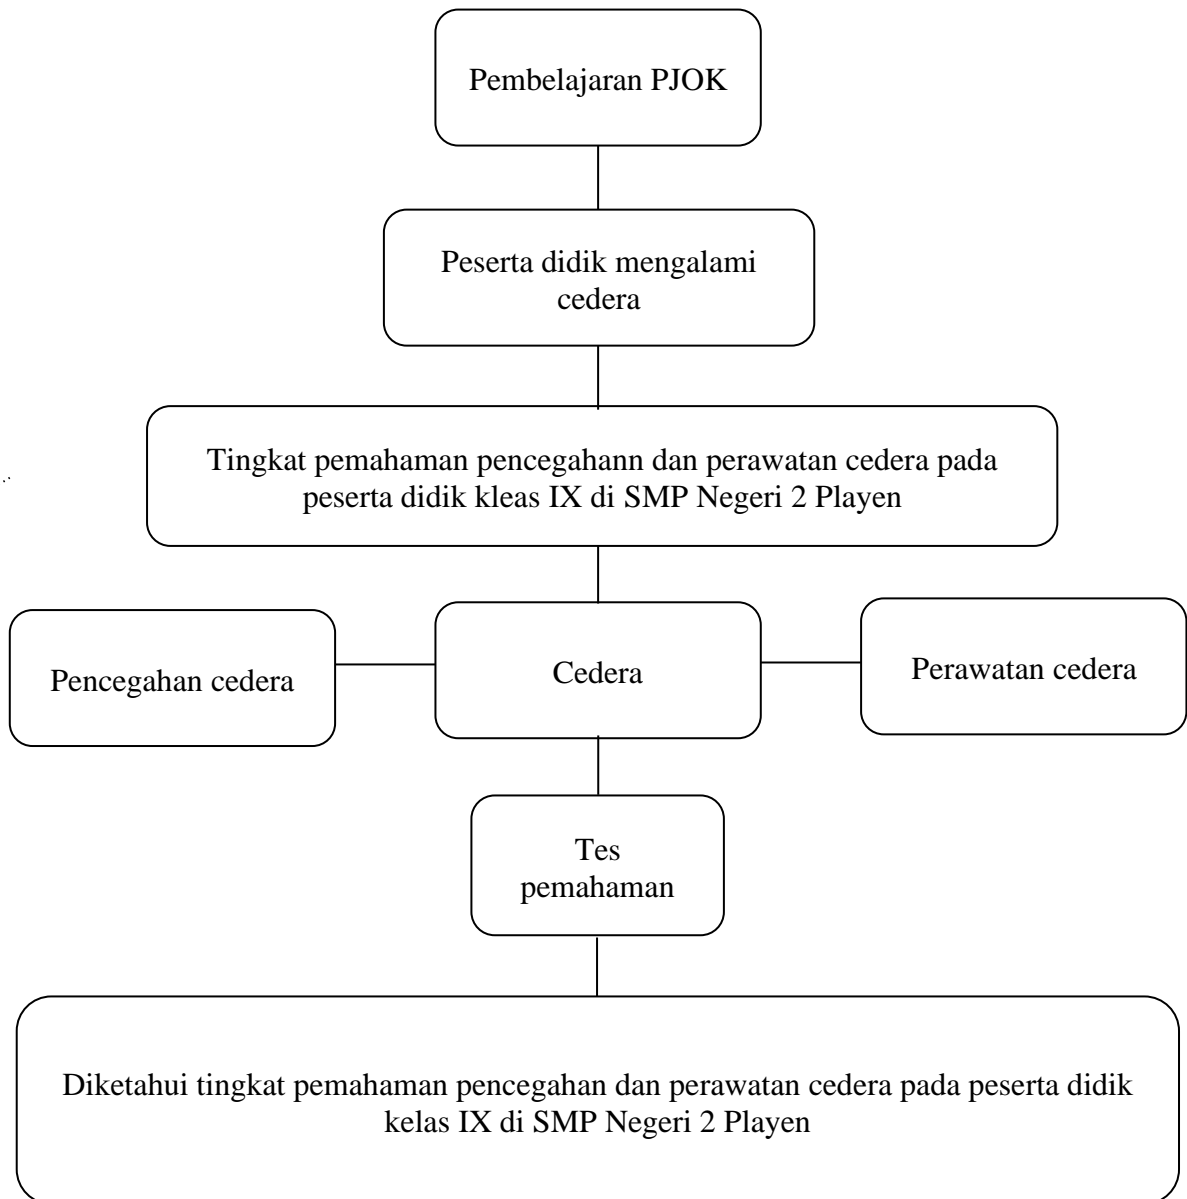 Pembelajaran PJOK
Peserta didik mengalami
cedera
Tingkat pemahaman pencegahann dan perawatan cedera pada
peserta didik kleas IX di SMP Negeri 2 Playen
Pencegahan cedera
Cedera
Perawatan cedera
Tes
pemahaman
Diketahui tingkat pemahaman pencegahan dan perawatan cedera pada peserta didik
kelas IX di SMP Negeri 2 Playen